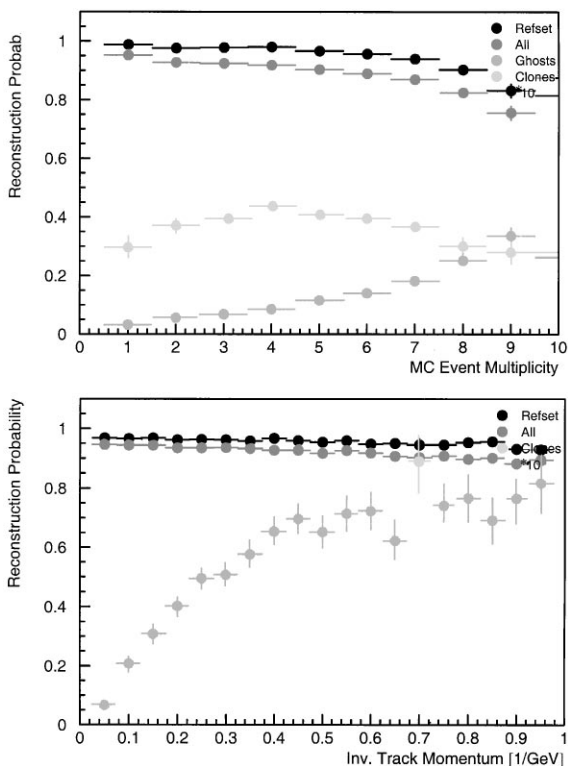 Reconstruction Probab
1
0.8
0.6
0.4
0.2
0
Refset
All
Ghosts
Clones
*10
0 1 2 3 4 5 6 7 8 9 10
MC Event Multiplicity
Reconstruction Probability
1
0.8
0.6
0.4
0.2
0
Refset
All
Clones
*10
0 0.1 0.2 0.3 0.4 0.5 0.6 0.7 0.8 0.9 1
Inv. Track Momentum [1/GeV]